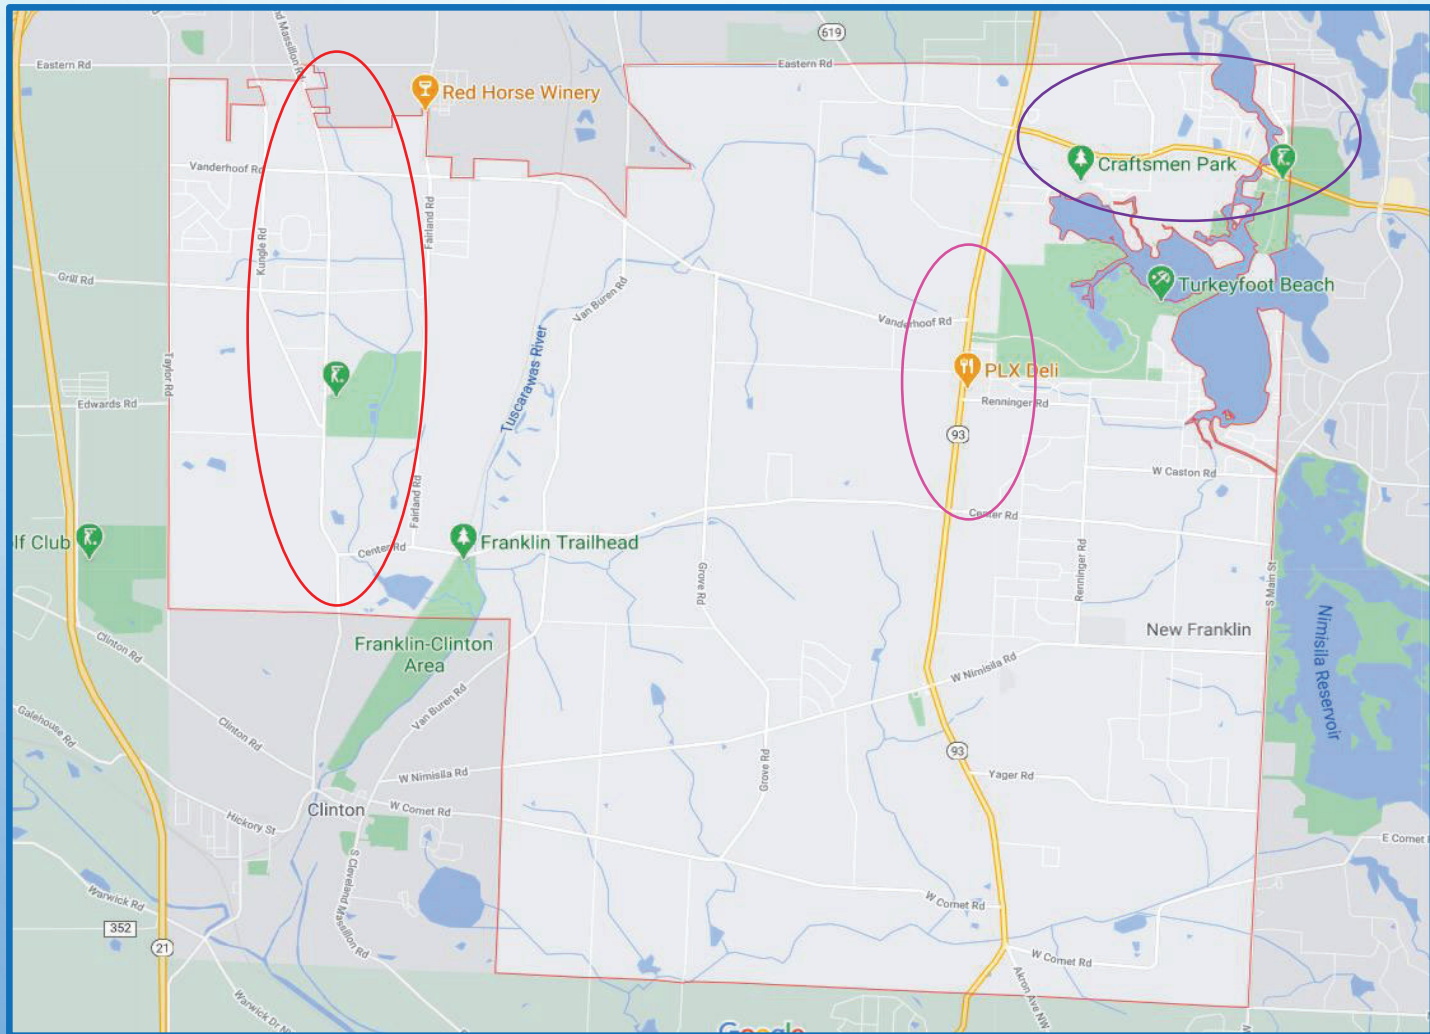 619
Eastern Rd
Massillon Rd
Eastern Rd
Red Horse Winery
Craftsmen Park
Vanderhoof Rd
Kungle Rd
Fairland Rd
Grill Rd
Van Buren Rd
Turkeyfoot Beach
Vanderhoof Rd
Tuscarawas River
Taylor Rd
PLX Deli
Edwards Rd
Renninger Rd
93
W Caston Rd
Fairland Rd
Center Rd
lf Club
Center Rd
Franklin Trailhead
Grove Rd
Renninger Rd
S Main St
Nimisila Reservoir
New Franklin
Clinton Rd
Franklin-Clinton
Area
W Nimisila Rd
Van Buren Rd
Galehouse Rd
Clinton Rd
93
Grove Rd
Yager Rd
W Nimisila Rd
Clinton
W Comet Rd
Hickory St
E Comet
S Cleveland Massillon Rd
Warwick Rd
W Comet Rd
352
21
W Comet Rd
Akron Ave NW
Warwick Dr N
Google